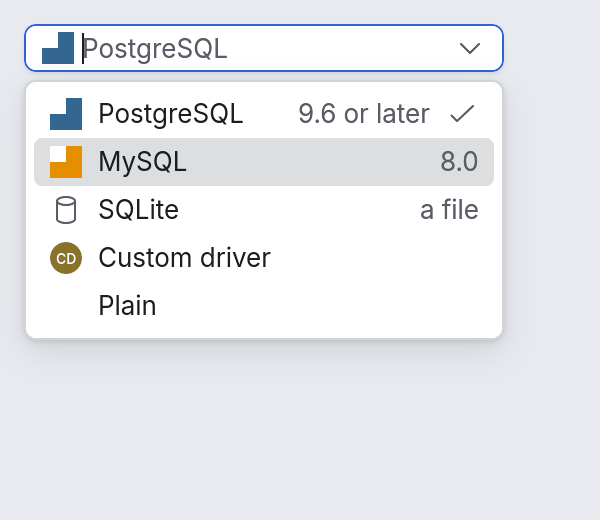 PostgreSQL
PostgreSQL 9.6 or later
MySQL 8.0
SQLite a file
CD Custom driver
Plain